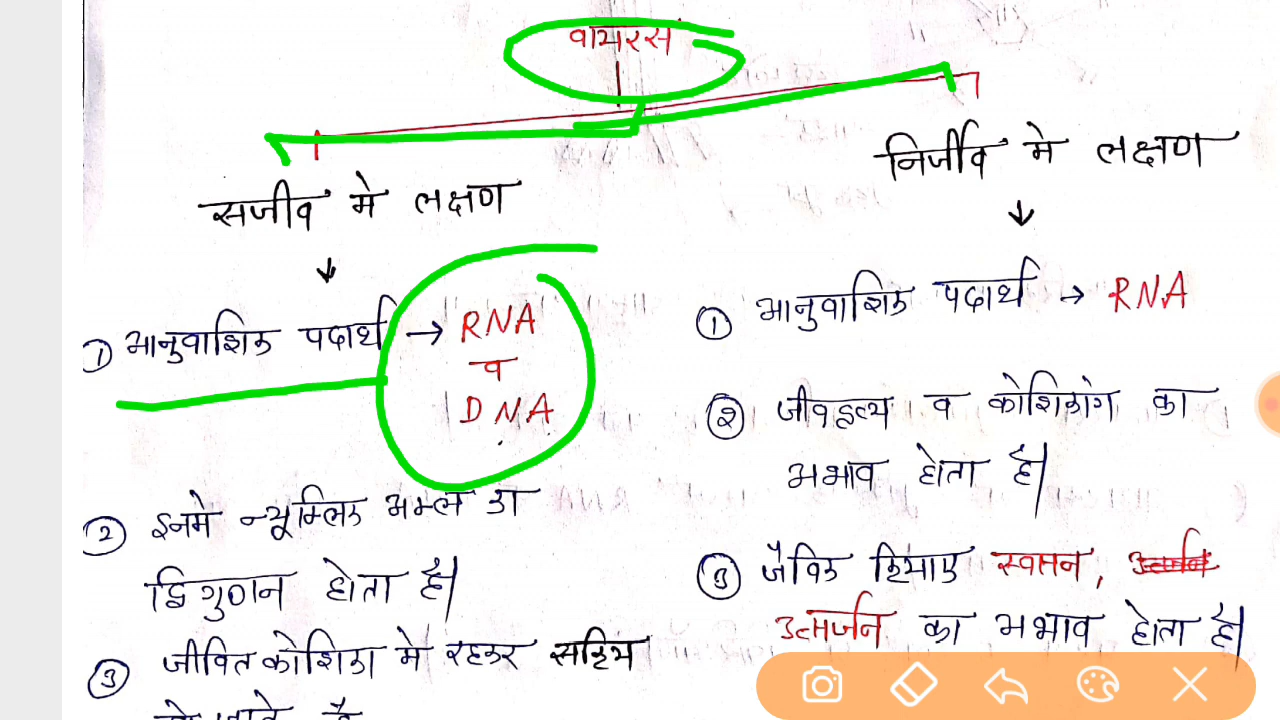 वायरस
सजीव मे लक्षण
① आनुवाशिक पदार्थ → RNA
व
DNA
② इनमे न्यूक्लिक अम्ल का
द्विगुणन होता है।
③ जीवित कोशिका मे रहकर सक्रिय
निर्जीव मे लक्षण
① आनुवाशिक पदार्थ → RNA
② जीवद्रव्य व कोशिकांग का
अभाव होता है।
③ जैविक क्रियाए स्वसन,
उत्सर्जन का अभाव होता है।